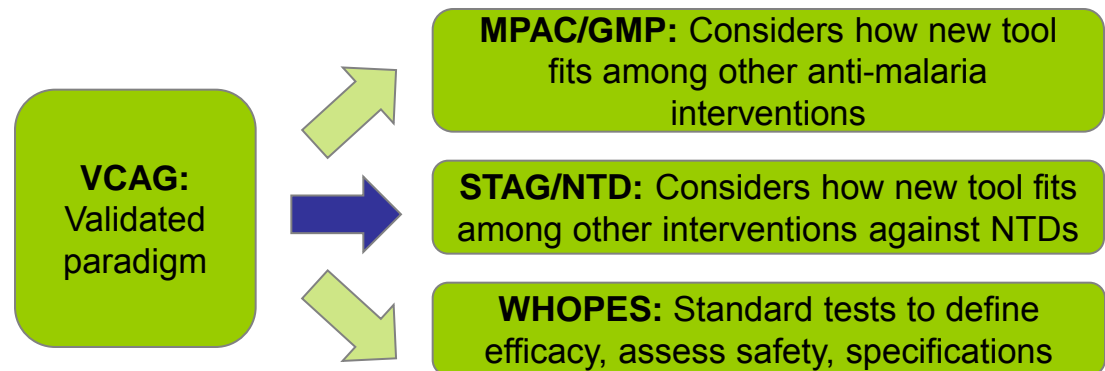 VCAG:
Validated
paradigm
MPAC/GMP: Considers how new tool
fits among other anti-malaria
interventions
STAG/NTD: Considers how new tool fits
among other interventions against NTDs
WHOPES: Standard tests to define
efficacy, assess safety, specifications